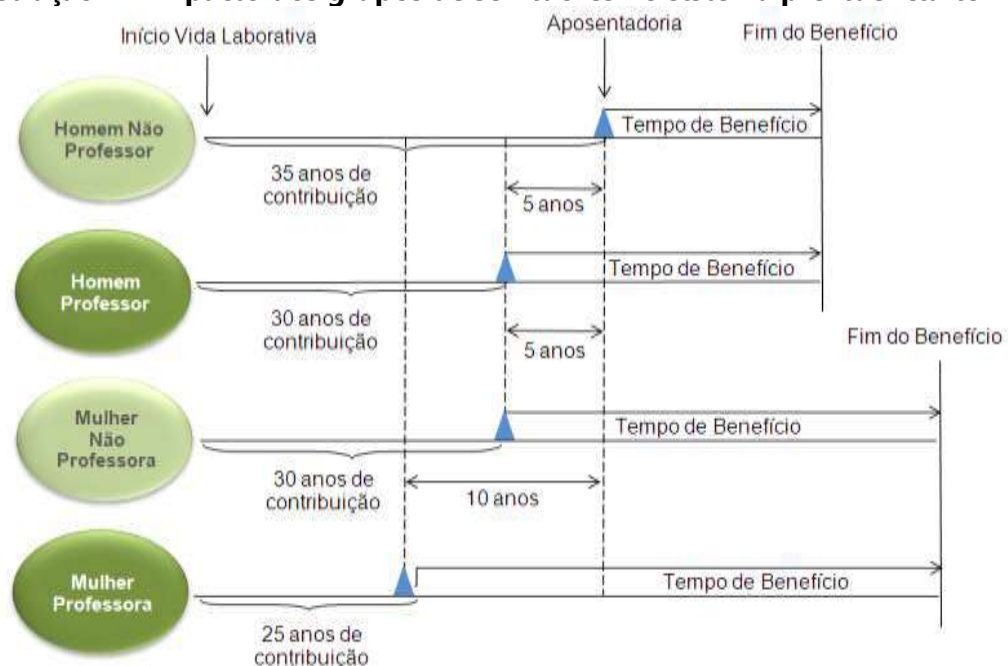 Início Vida Laborativa
Aposentadoria
Fim do Benefício
Homem Não
Professor
Tempo de Benefício
35 anos de
contribuição
5 anos
Homem
Professor
Tempo de Benefício
30 anos de
contribuição
5 anos
Fim do Benefício
Mulher
Não
Professora
Tempo de Benefício
30 anos de
contribuição
10 anos
Mulher
Professora
Tempo de Benefício
25 anos de
contribuição